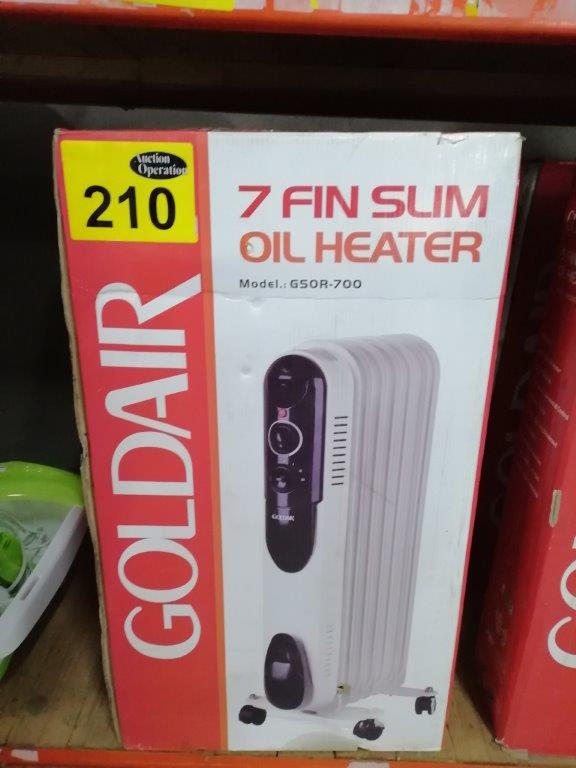 Auction
Operation
210
GOLDAIR
7 FIN SLIM
OIL HEATER
Model.: GSOR-700
GOLDAIR